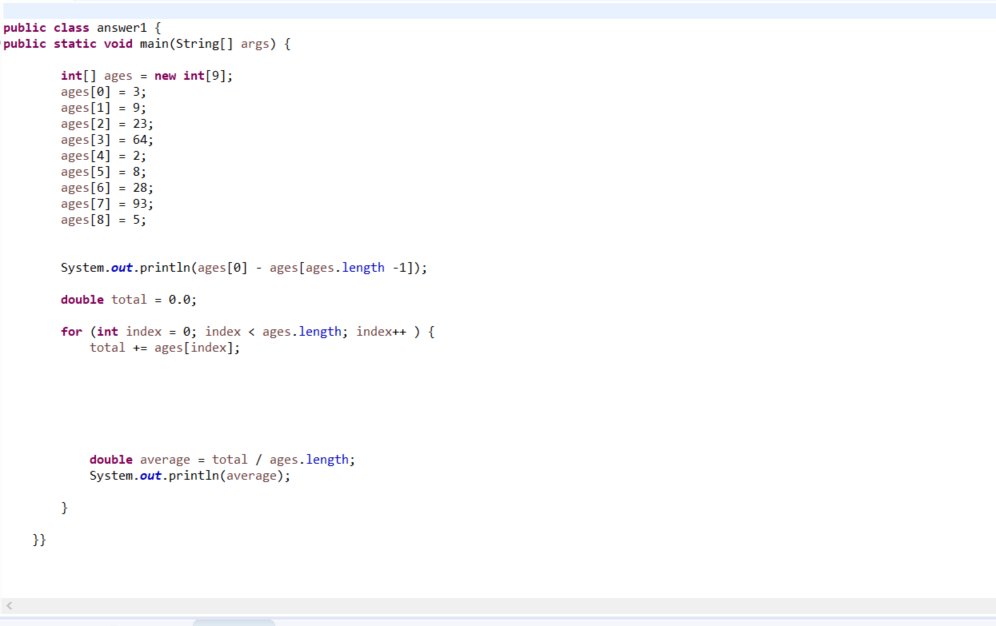 public class answer1 {
public static void main(String[] args) {
int[] ages = new int[9];
ages[0] = 3;
ages[1] = 9;
ages[2] = 23;
ages[3] = 64;
ages[4] = 2;
ages[5] = 8;
ages[6] = 28;
ages[7] = 93;
ages[8] = 5;
System.out.println(ages[0] - ages[ages.length -1]);
double total = 0.0;
for (int index = 0; index < ages.length; index++ ) {
total += ages[index];
double average = total / ages.length;
System.out.println(average);
}
}}